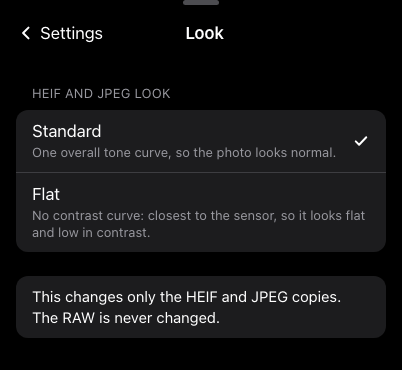 Settings
Look
HEIF AND JPEG LOOK
Standard
One overall tone curve, so the photo looks normal.
Flat
No contrast curve: closest to the sensor, so it looks flat
and low in contrast.
This changes only the HEIF and JPEG copies.
The RAW is never changed.